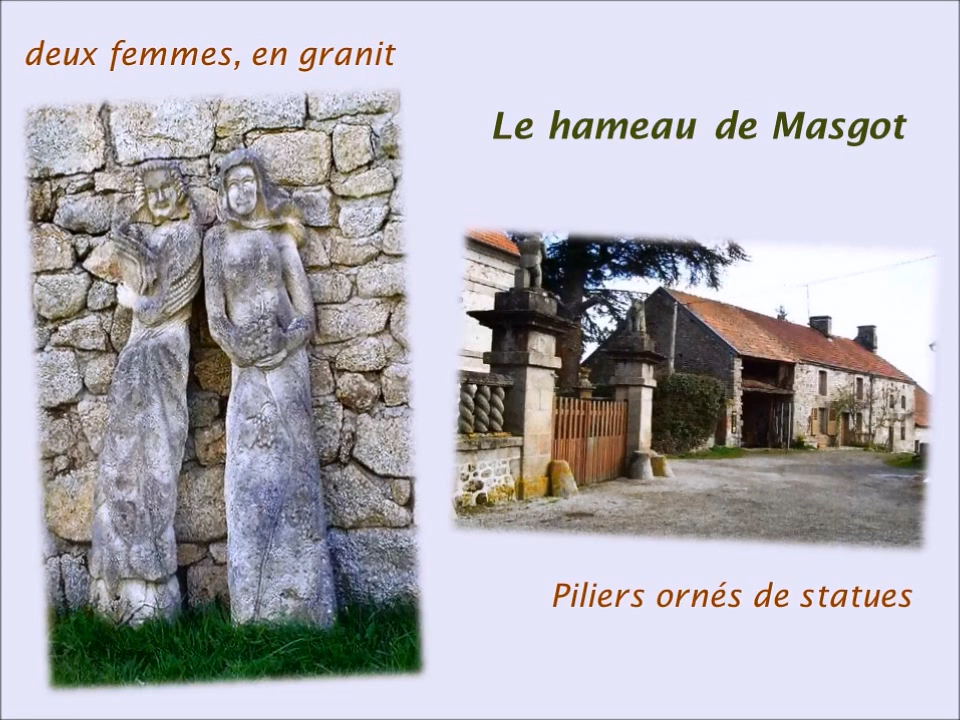 deux femmes, en granit
Le hameau de Masgot
Piliers ornés de statues